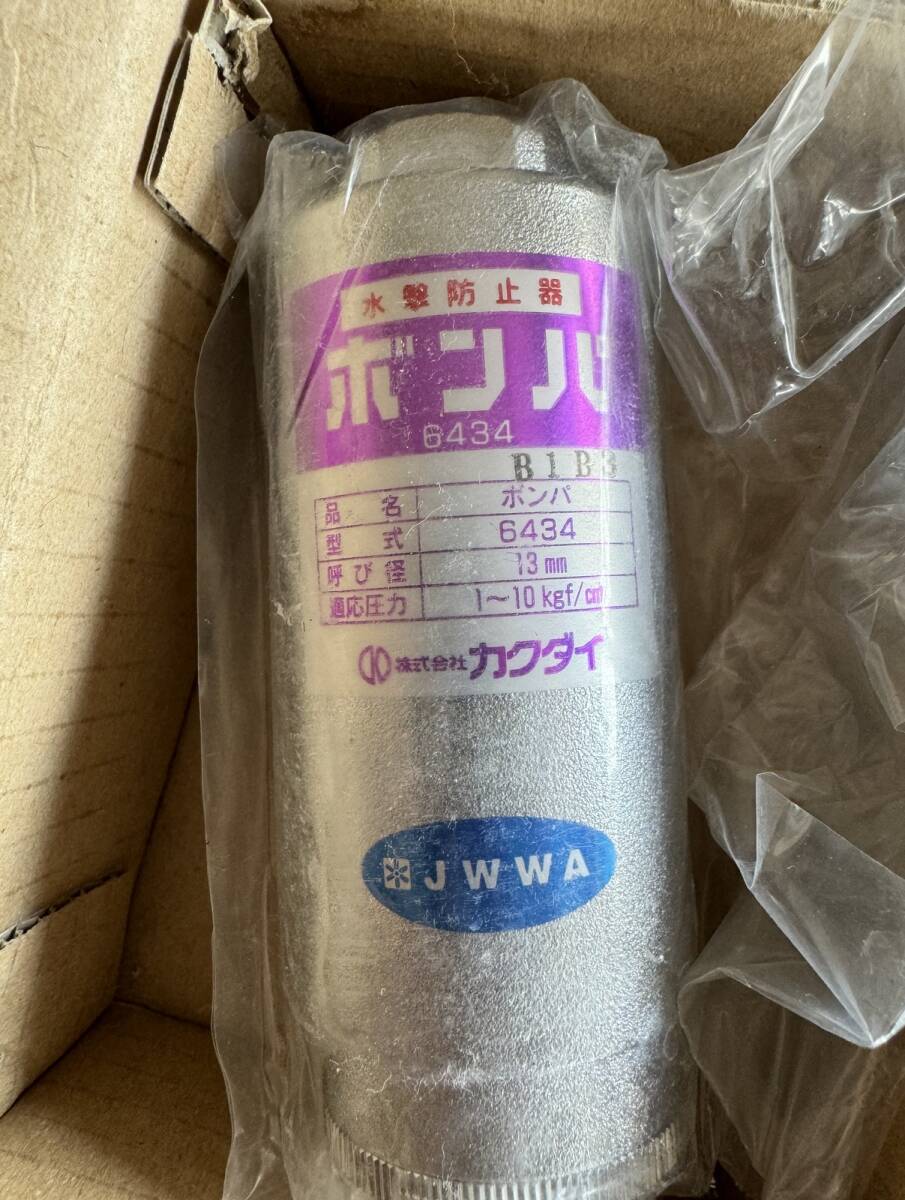 水撃防止器
ボンパ
6434
B1B3
品名 ボンパ
型式 6434
呼び径 13mm
適応圧力 1〜10kgf/cm
株式会社カクダイ
JWWA